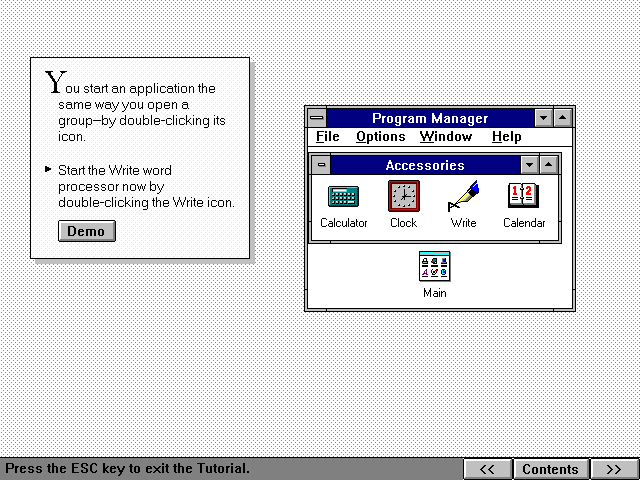 You start an application the
same way you open a
group–by double-clicking its
icon.
Start the Write word
processor now by
double-clicking the Write icon.
Demo
Program Manager
File Options Window Help
Accessories
Calculator Clock Write Calendar
Main
Press the ESC key to exit the Tutorial.
<< Contents >>